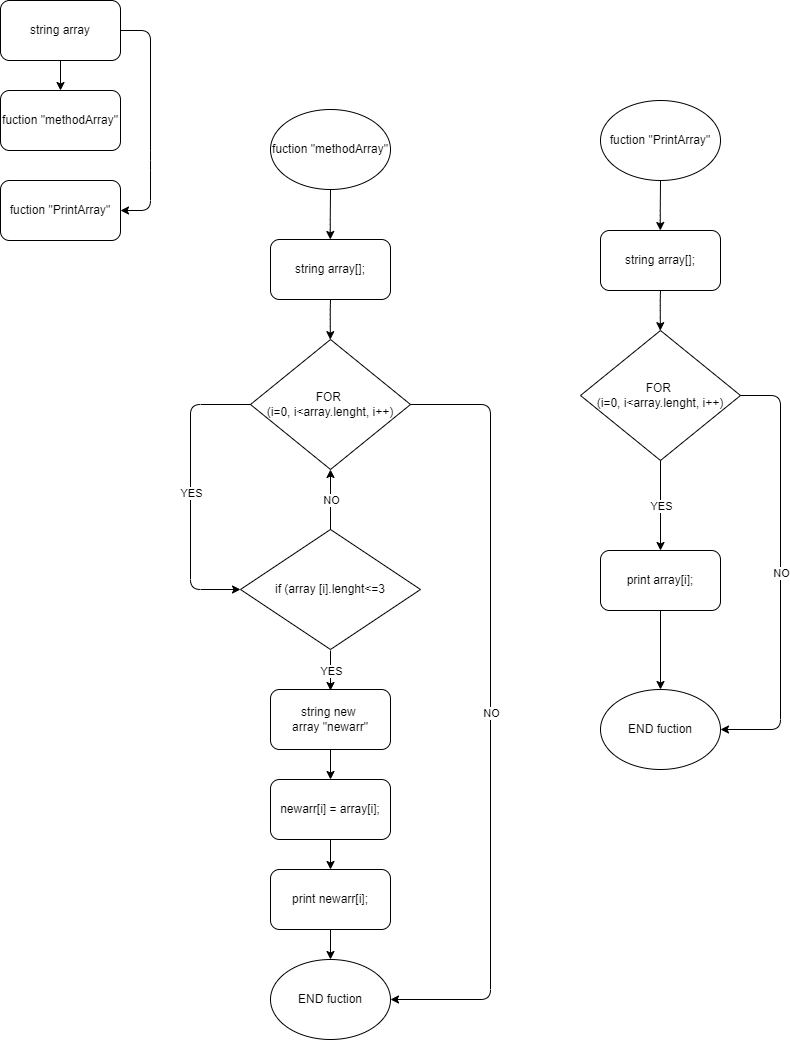 string array
fuction "methodArray"
fuction "PrintArray"
fuction "methodArray"
string array[];
FOR
(i=0, i<array.lenght, i++)
YES
NO
if (array [i].lenght<=3
YES
string new
array "newarr"
NO
newarr[i] = array[i];
print newarr[i];
END fuction
fuction "PrintArray"
string array[];
FOR
(i=0, i<array.lenght, i++)
YES
NO
print array[i];
END fuction